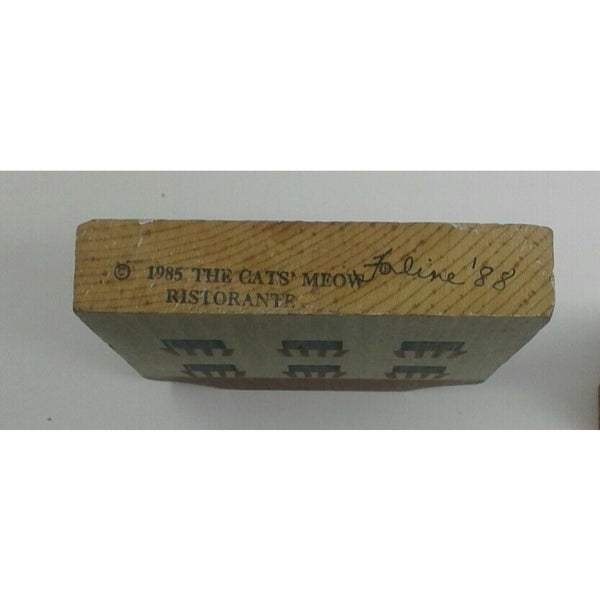 © 1985 THE CATS' MEOW Faline '88
RISTORANTE